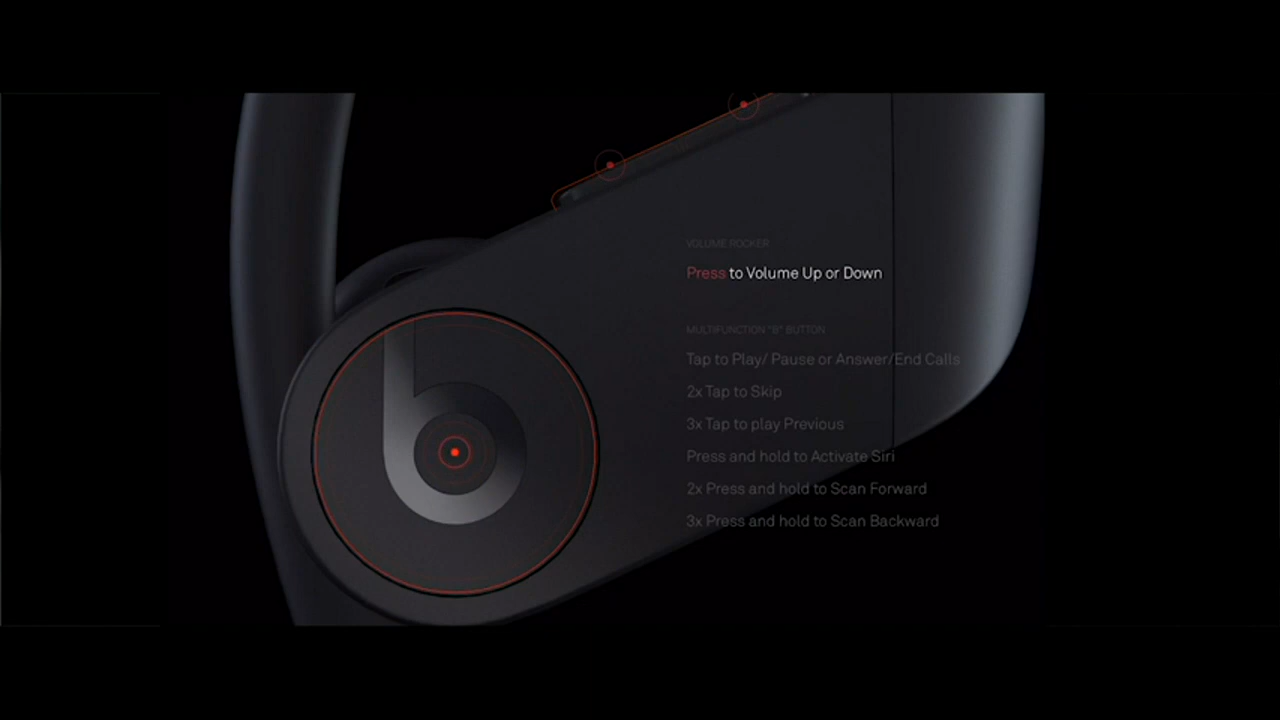 VOLUME ROCKER
Press to Volume Up or Down
MULTIFUNCTION "B" BUTTON
Tap to Play/ Pause or Answer/End Calls
2x Tap to Skip
3x Tap to play Previous
Press and hold to Activate Siri
2x Press and hold to Scan Forward
3x Press and hold to Scan Backward